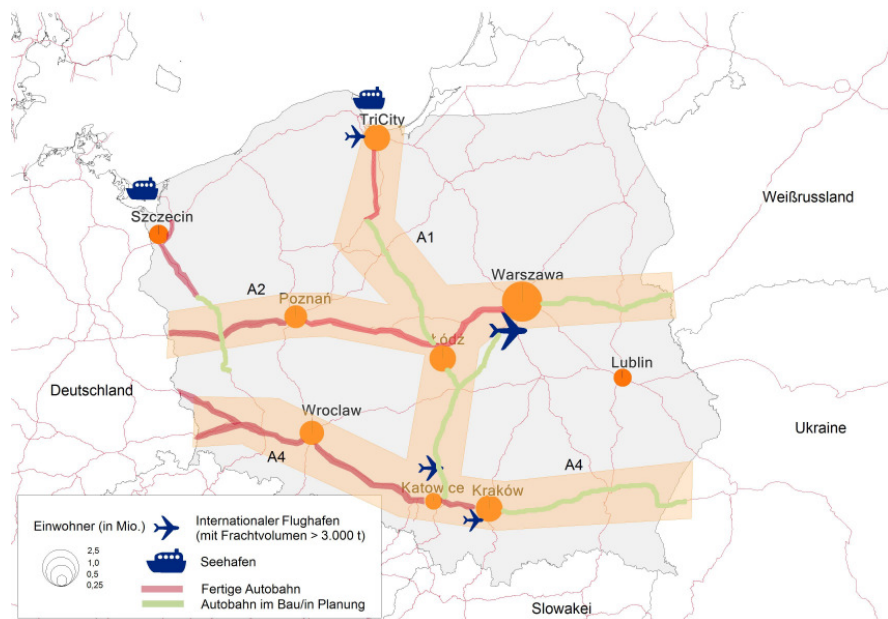 TriCity
Szczecin
Weißrussland
A1
Warszawa
A2
Poznań
Łódź
Lublin
Deutschland
Wroclaw
Ukraine
A4
Katowice
Kraków
A4
Einwohner (in Mio.)
2,5
1,0
0,5
0,25
Internationaler Flughafen
(mit Frachtvolumen > 3.000 t)
Seehafen
Fertige Autobahn
Autobahn im Bau/in Planung
Slowakei